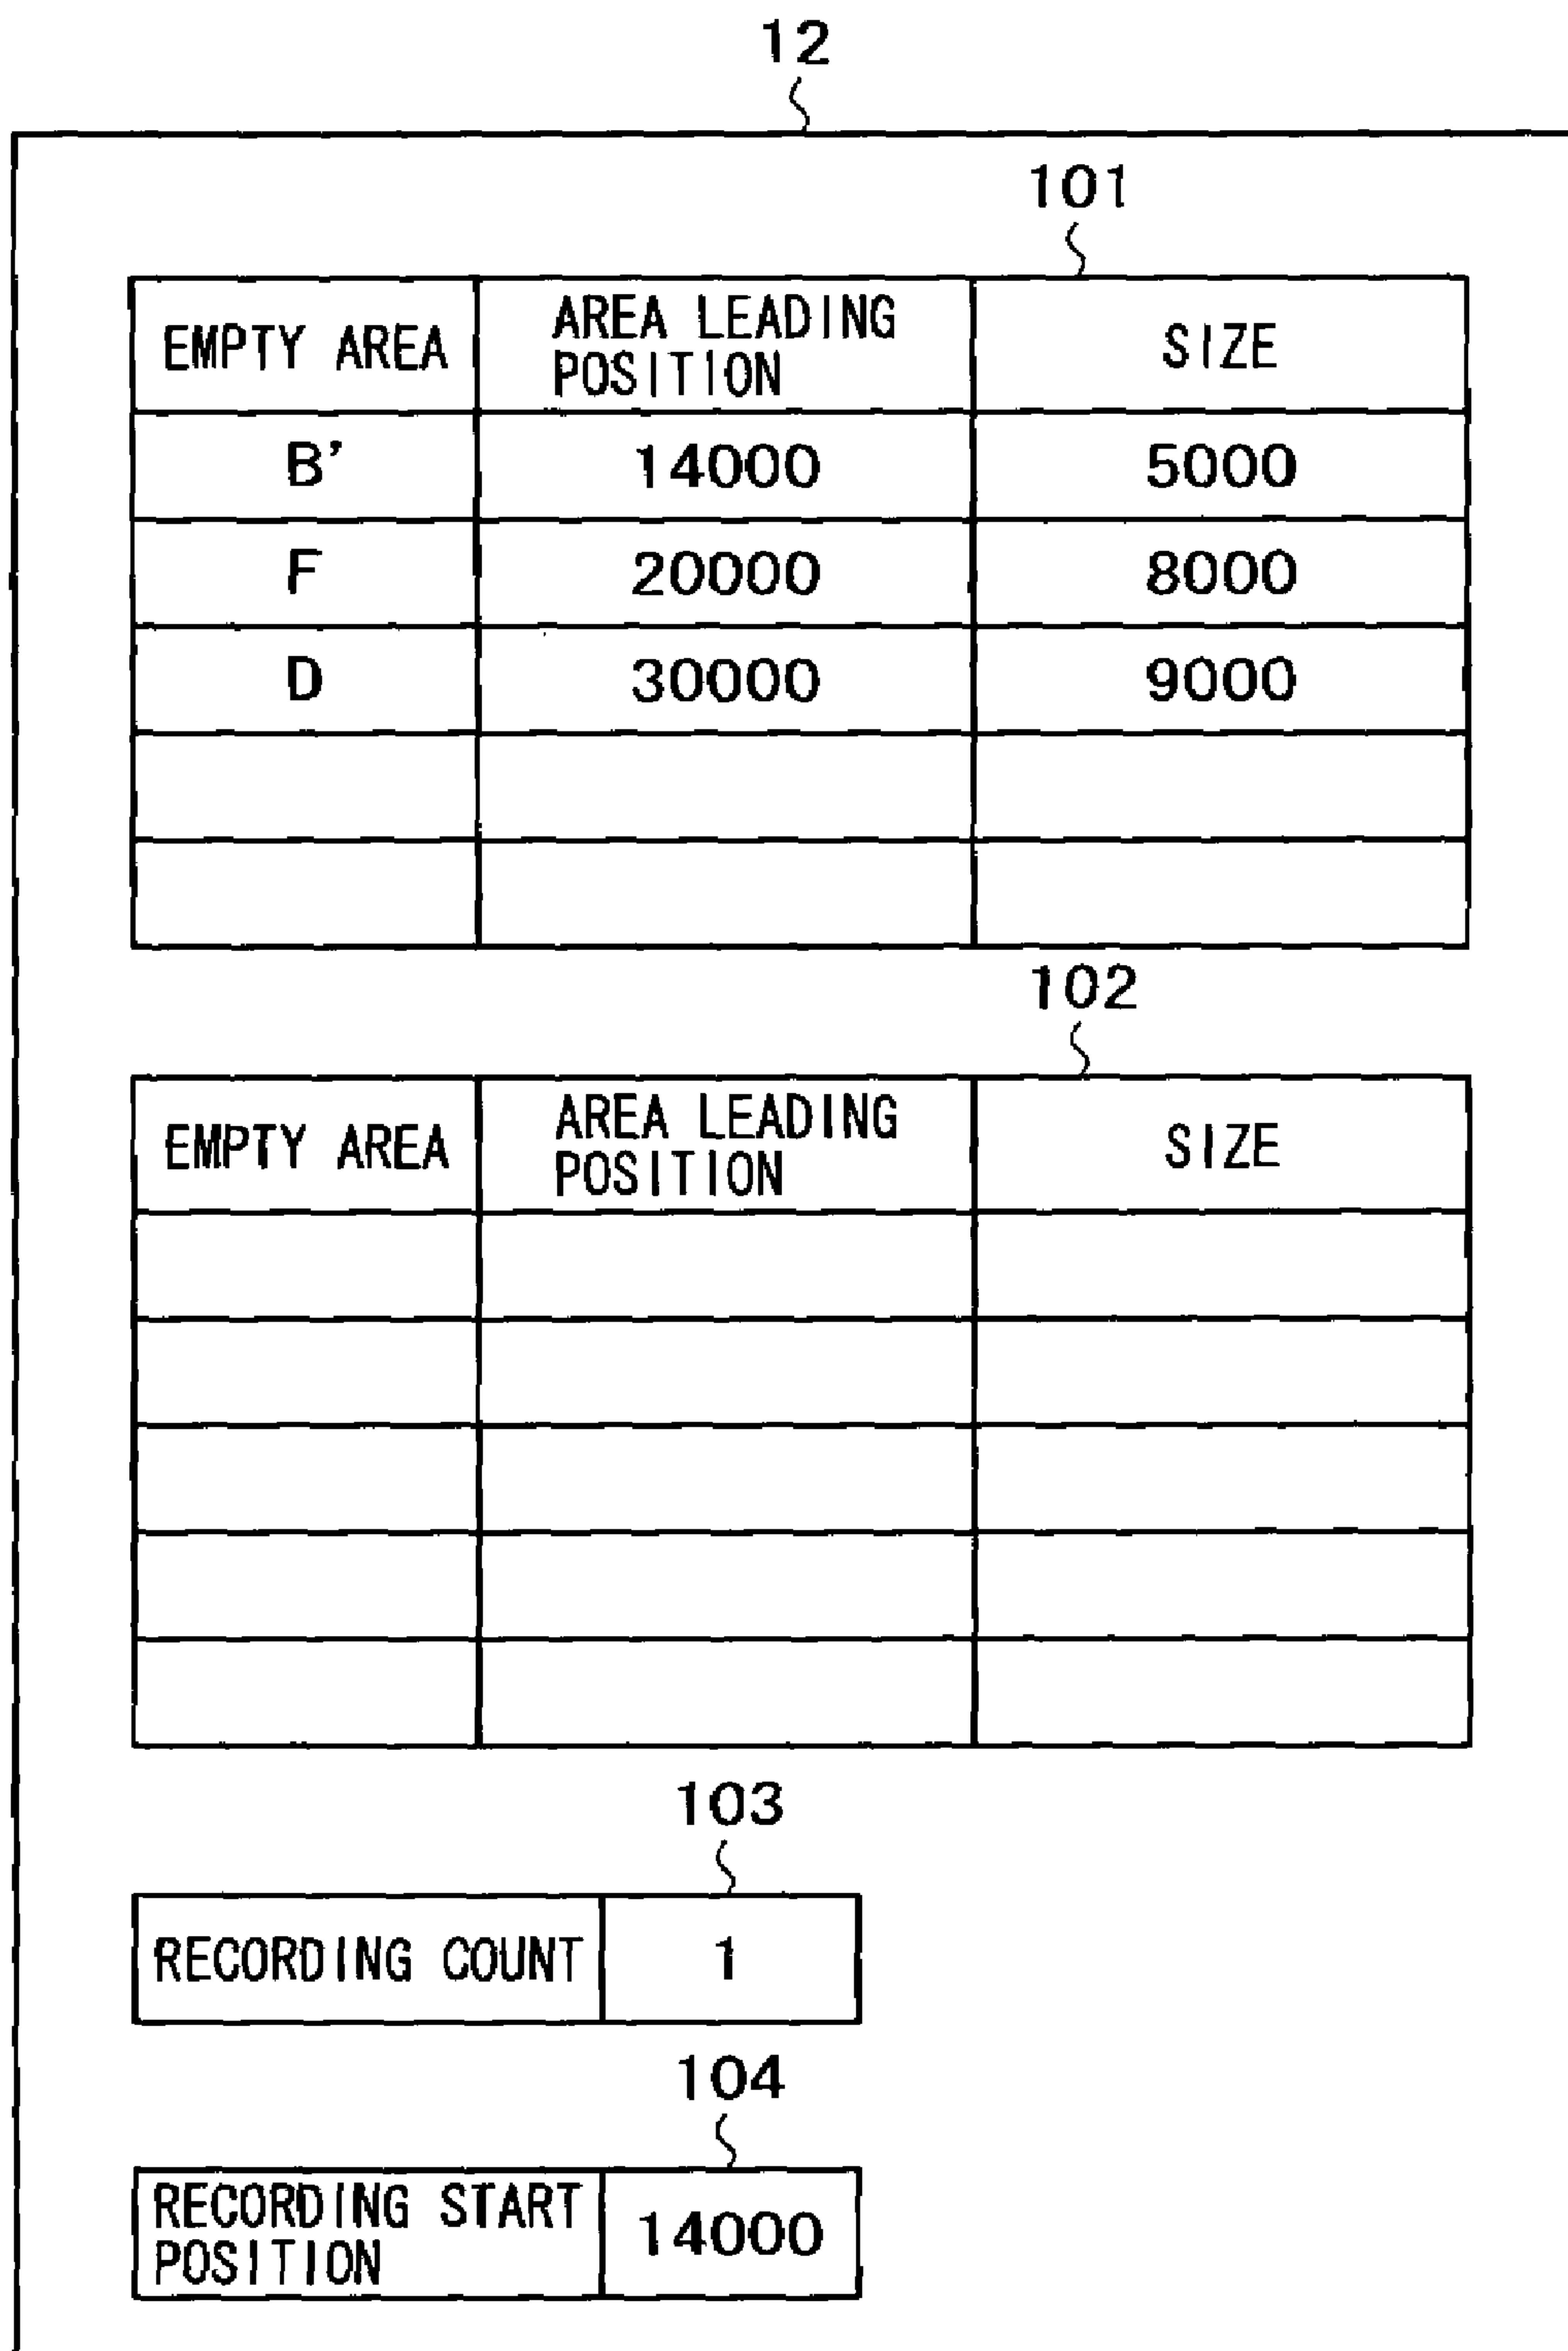 12
101
EMPTY AREA
AREA LEADING
POSITION
SIZE
B' 14000 5000
F 20000 8000
D 30000 9000
102
EMPTY AREA
AREA LEADING
POSITION
SIZE
103
RECORDING COUNT 1
104
RECORDING START
POSITION
14000